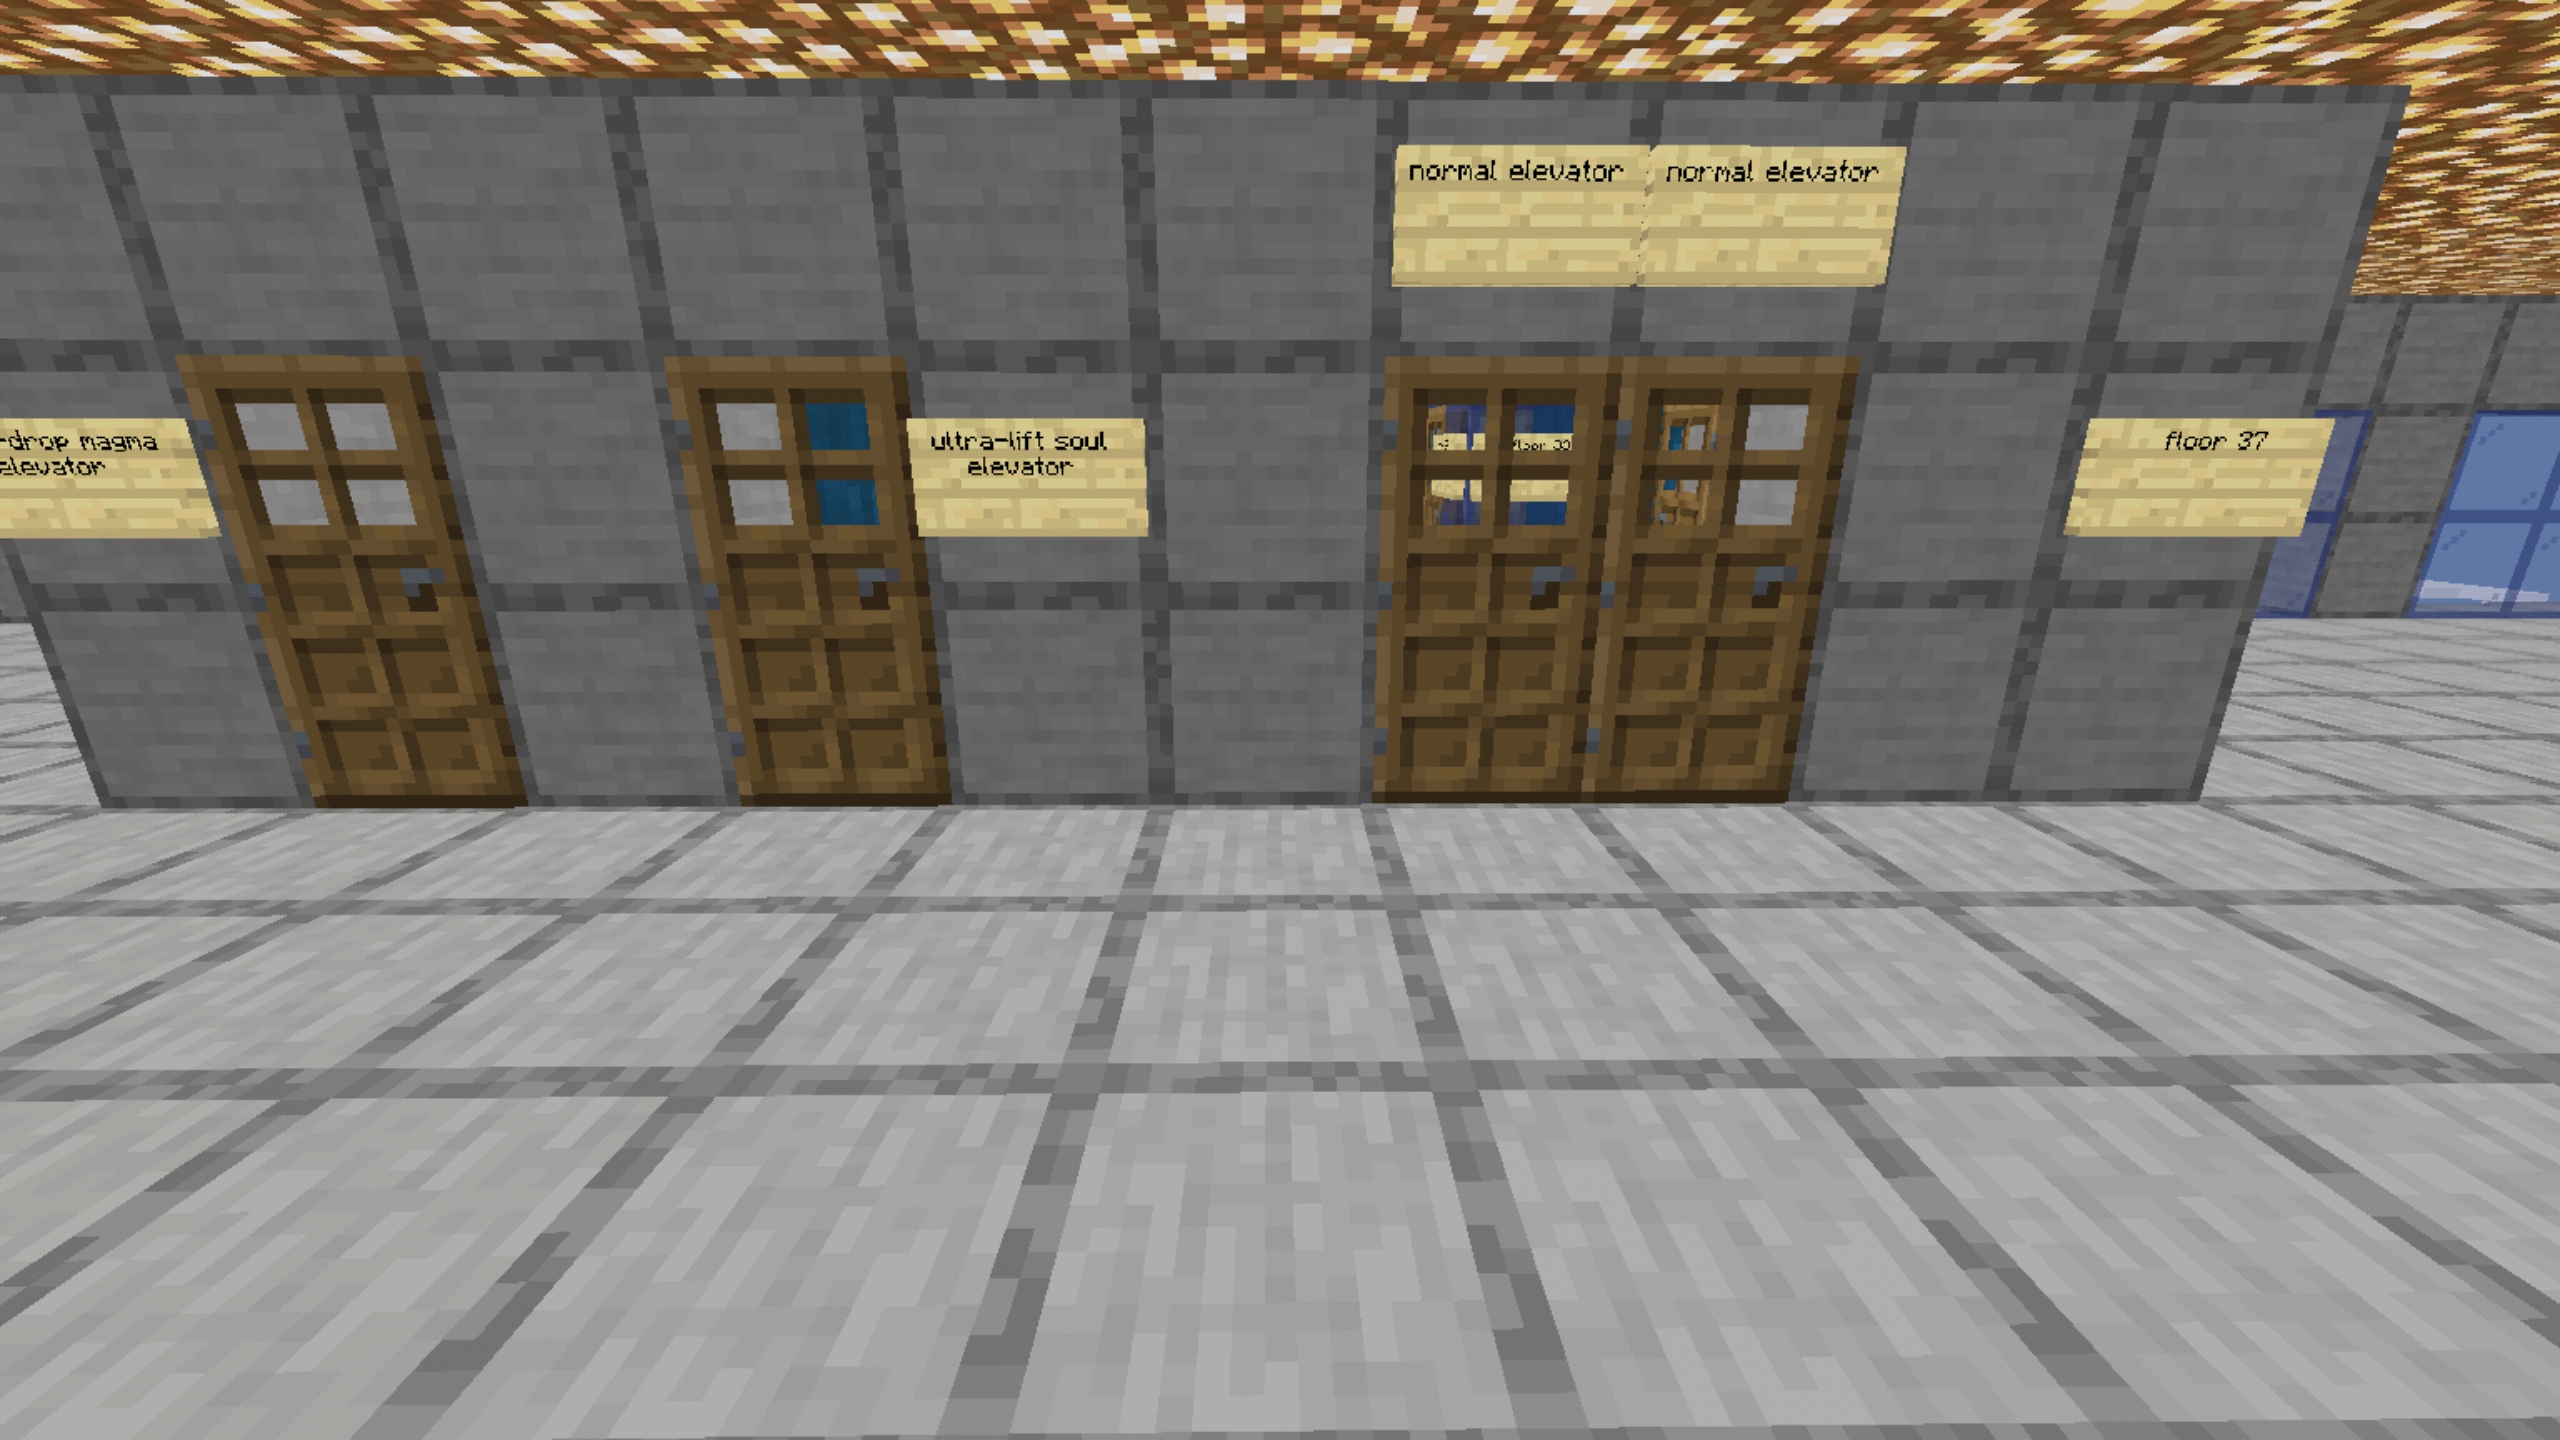 normal elevator
normal elevator
-drop magma
elevator
ultra-lift soul
elevator
floor 37